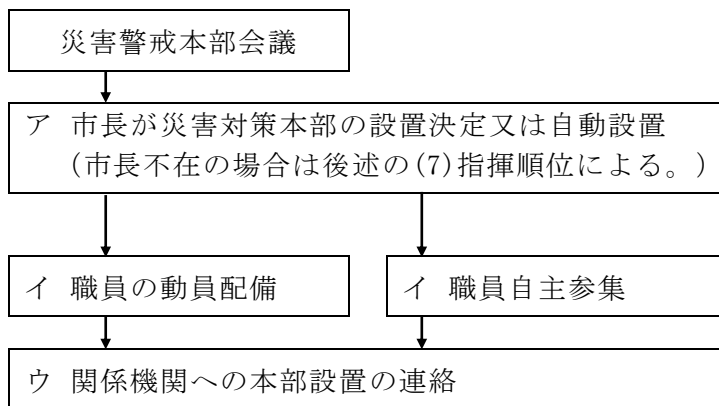 災害警戒本部会議
ア 市長が災害対策本部の設置決定又は自動設置
(市長不在の場合は後述の(7)指揮順位による。)
イ 職員の動員配備
イ 職員自主参集
ウ 関係機関への本部設置の連絡